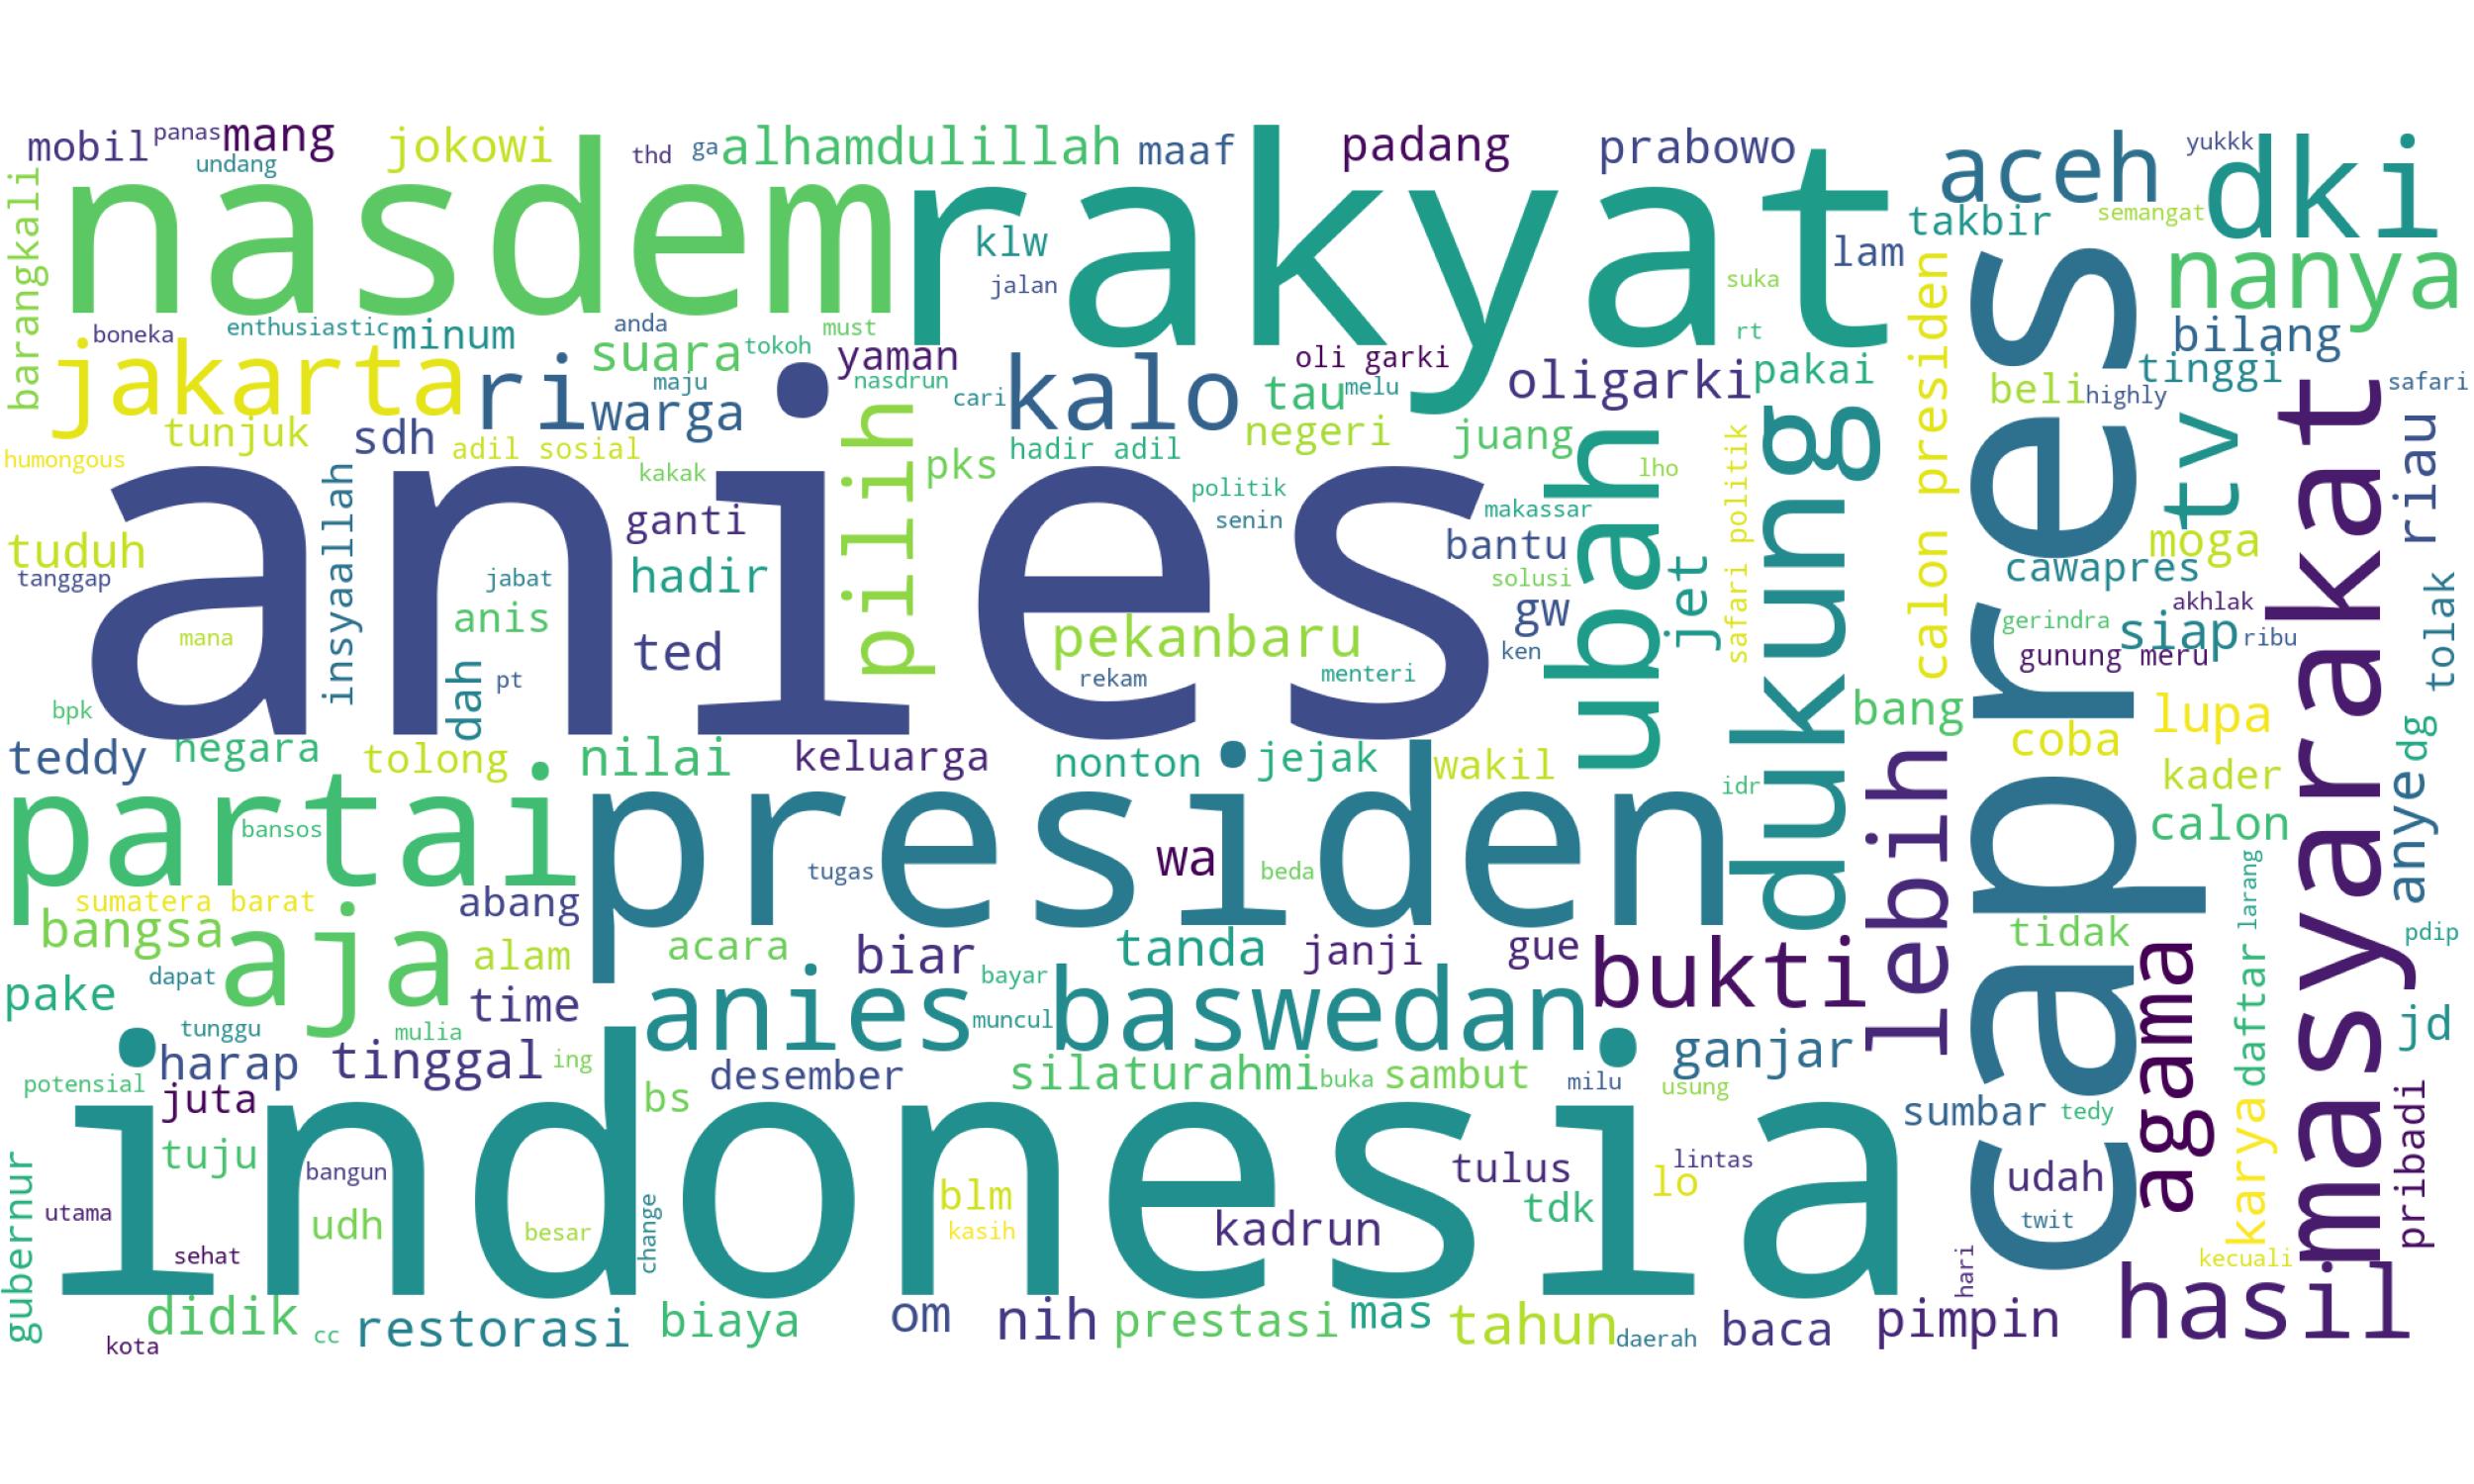 mobil
panas
mang
jokowi
thd
ga
alhamdulillah
maaf
padang
prabowo
aceh
yukkk
dki
undang
nasdem
rakyat
takbir
semangat
barangkali
klw
jalan
lam
suka
nanya
boneka
enthusiastic
minum
anda
suara
tokoh
must
rt
bilang
jakarta
ri
warga
maju
yaman
nasdrun
cari
kalo
oli garki
tau
melu
oligarki
pakai
calon presiden
beli
highly
tinggi
safari
tunjuk
sdh
adil sosial
pilih
pks
hadir adil
negeri
juang
ubah
lho
safari politik
dukung
capres
tv
masyarakat
riau
humongous
anies
insyaallah
kakak
ganti
politik
senin
makassar
bantu
moga
tuduh
tanggap
jabat
hadir
solusi
jet
cawapres
akhlak
tolak
mana
anis
ted
pekanbaru
gw
gerindra
siap
ribu
dah
pt
rekam
menteri
ken
gunung meru
bpk
bang
lupa
teddy
negara
tolong
nilai
keluarga
nonton
jejak
wakil
coba
dg
partai
presiden
idr
lebih
kader
anye
bansos
tugas
wa
beda
calon
sumatera barat
abang
bangsa
aja
alam
acara
biar
tanda
janji
gue
bukti
tidak
larang
pdip
pake
dapat
time
bayar
anies baswedan
muncul
agama
daftar
jd
tunggu
mulia
harap
tinggal
ing
desember
silaturahmi
buka
sambut
milu
ganjar
usung
potensial
juta
indonesia
bs
sumbar
tedy
karya
pribadi
gubernur
tuju
bangun
tulus
lintas
udah
utama
udh
besar
change
blm
kasih
kadrun
tdk
lo
twit
sehat
hari
kecuali
hasil
didik
cc
restorasi
biaya
om
nih
prestasi
mas
tahun
daerah
baca
pimpin
kota